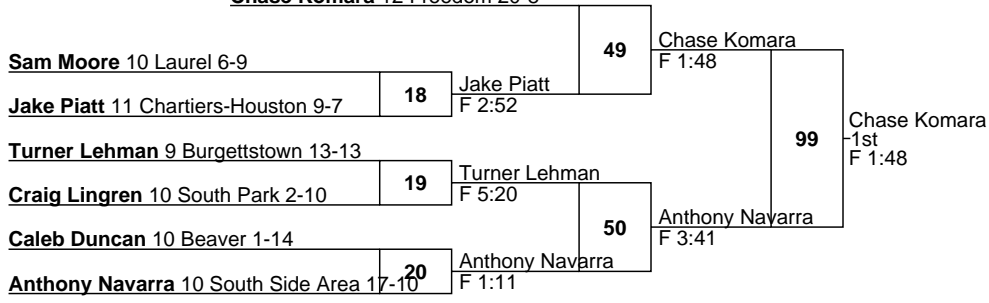 Chase Komara
49
Chase Komara
F 1:48
Sam Moore 10 Laurel 6-9
18
Jake Piatt
F 2:52
Jake Piatt 11 Chartiers-Houston 9-7
99
Chase Komara
1st
F 1:48
Turner Lehman 9 Burgettstown 13-13
19
Turner Lehman
F 5:20
Craig Lingren 10 South Park 2-10
50
Anthony Navarra
F 3:41
Caleb Duncan 10 Beaver 1-14
20
Anthony Navarra
F 1:11
Anthony Navarra 10 South Side Area 17-10